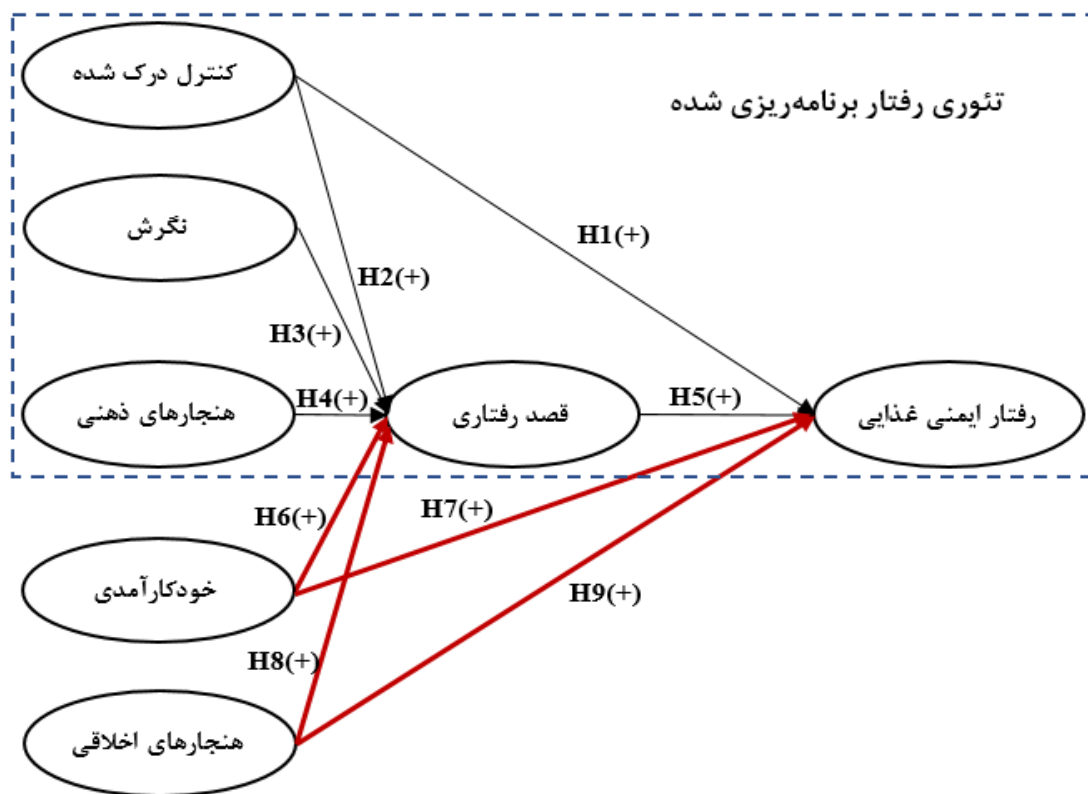 کنترل درک شده
تئوری رفتار برنامه‌ریزی شده
نگرش
H1(+)
H2(+)
H3(+)
هنجارهای ذهنی
H4(+)
قصد رفتاری
H5(+)
رفتار ایمنی غذایی
H6(+)
H7(+)
خودکارآمدی
H9(+)
H8(+)
هنجارهای اخلاقی